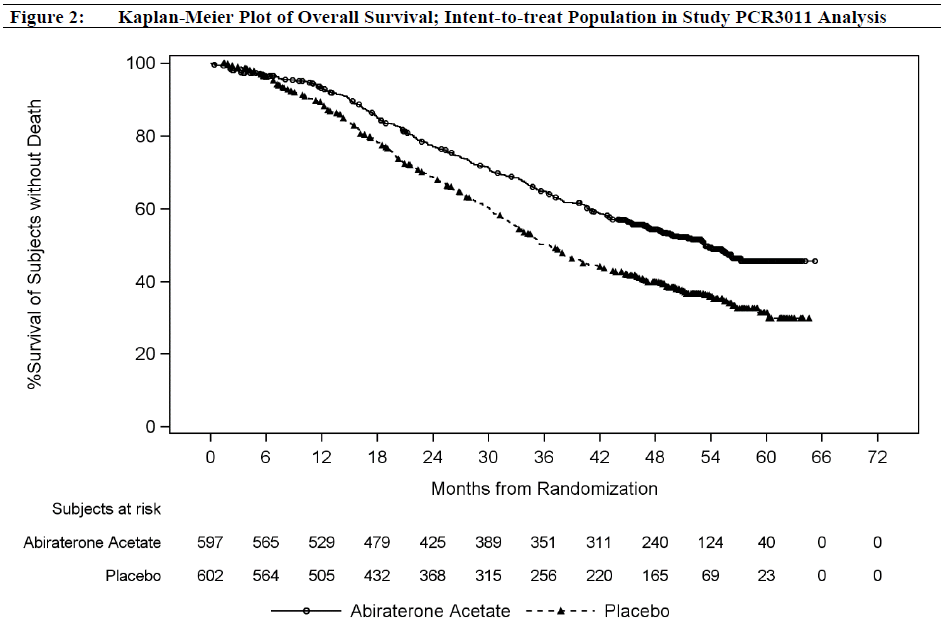 Figure 2: Kaplan-Meier Plot of Overall Survival; Intent-to-treat Population in Study PCR3011 Analysis
%Survival of Subjects without Death
100
80
60
40
20
0
0 6 12 18 24 30 36 42 48 54 60 66 72
Months from Randomization
Subjects at risk
Abiraterone Acetate 597 565 529 479 425 389 351 311 240 124 40 0 0
Placebo 602 564 505 432 368 315 256 220 165 69 23 0 0
Abiraterone Acetate Placebo